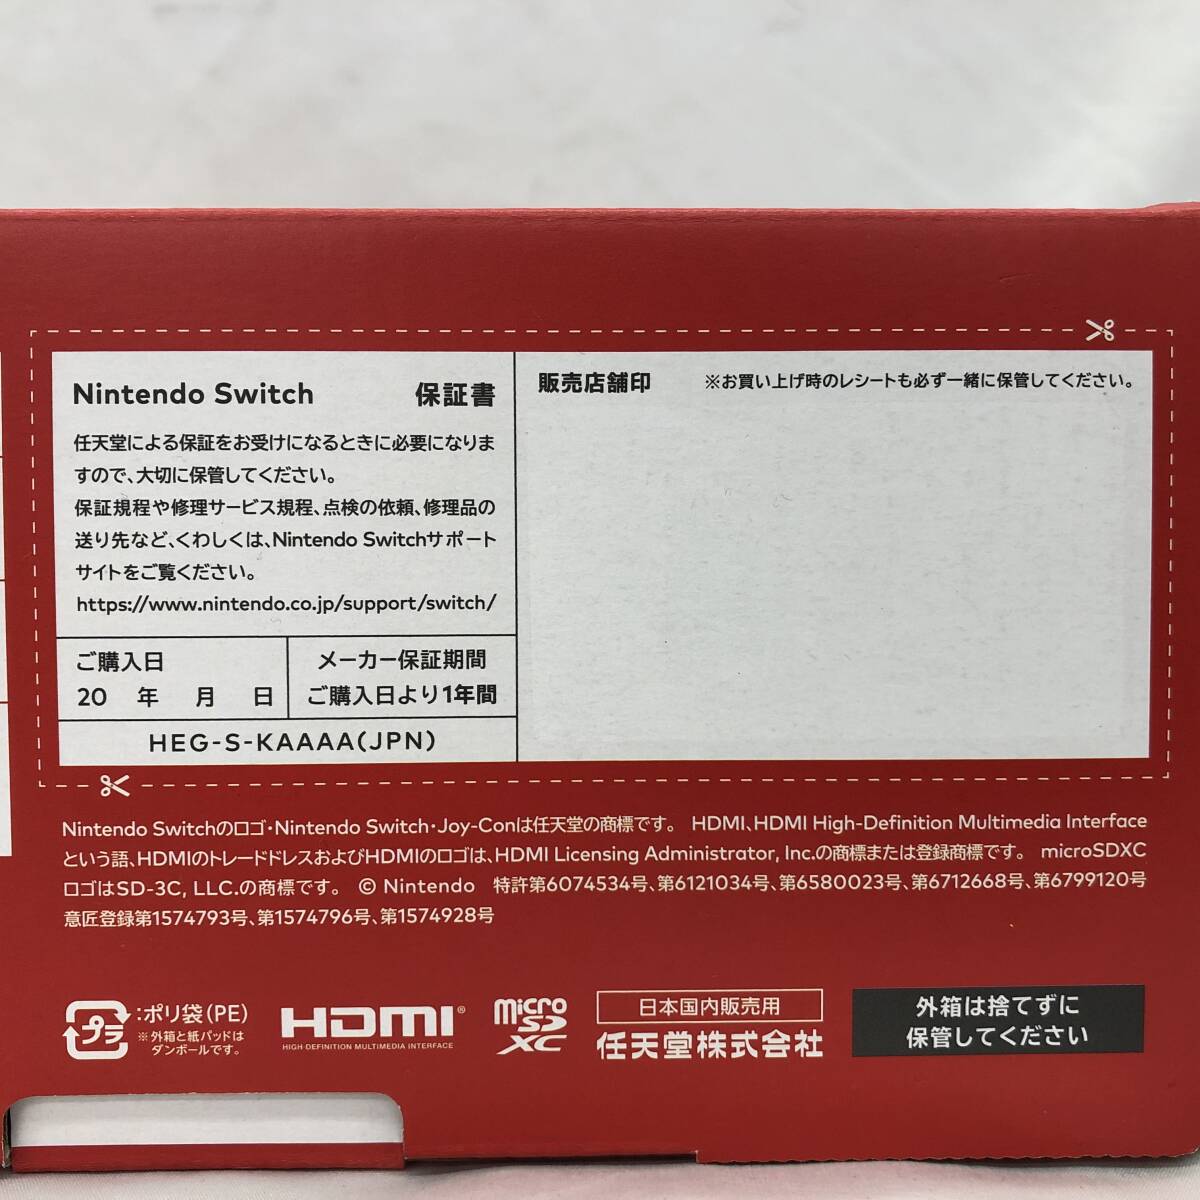 Nintendo Switch 保証書
任天堂による保証をお受けになるときに必要になりま
すので、大切に保管してください。
保証規程や修理サービス規程、点検の依頼、修理品の
送り先など、くわしくは、Nintendo Switchサポート
サイトをご覧ください。
https://www.nintendo.co.jp/support/switch/
ご購入日
20 年 月 日
メーカー保証期間
ご購入日より1年間
HEG-S-KAAAA(JPN)
販売店舗印 ※お買い上げ時のレシートも必ず一緒に保管してください。
Nintendo Switchのロゴ・Nintendo Switch・Joy-Conは任天堂の商標です。 HDMI、HDMI High-Definition Multimedia Interface
という語、HDMIのトレードドレスおよびHDMIのロゴは、HDMI Licensing Administrator, Inc.の商標または登録商標です。 microSDXC
ロゴはSD-3C, LLC.の商標です。 © Nintendo 特許第6074534号、第6121034号、第6580023号、第6712668号、第6799120号
意匠登録第1574793号、第1574796号、第1574928号
プラ
:ポリ袋(PE)
※外箱と紙パッドは
ダンボールです。
HDMI®
HIGH-DEFINITION MULTIMEDIA INTERFACE
micro
SD
XC
日本国内販売用
任天堂株式会社
外箱は捨てずに
保管してください